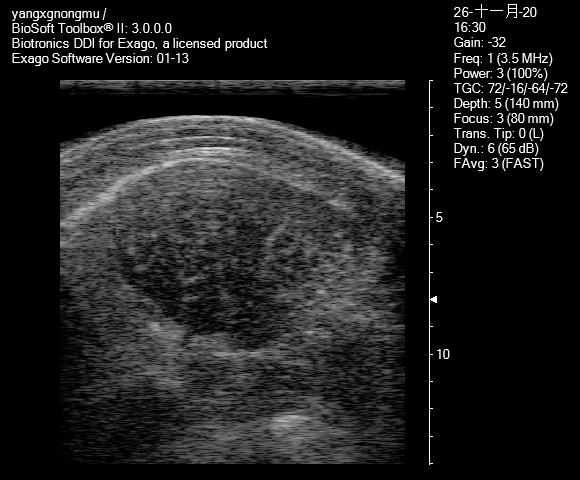 yangxgnongmu /
BioSoft Toolbox® II: 3.0.0.0
Biotronics DDI for Exago, a licensed product
Exago Software Version: 01-13
26-十一月-20
16:30
Gain: -32
Freq: 1 (3.5 MHz)
Power: 3 (100%)
TGC: 72/-16/-64/-72
Depth: 5 (140 mm)
Focus: 3 (80 mm)
Trans. Tip: 0 (L)
Dyn.: 6 (65 dB)
FAvg: 3 (FAST)
5
10